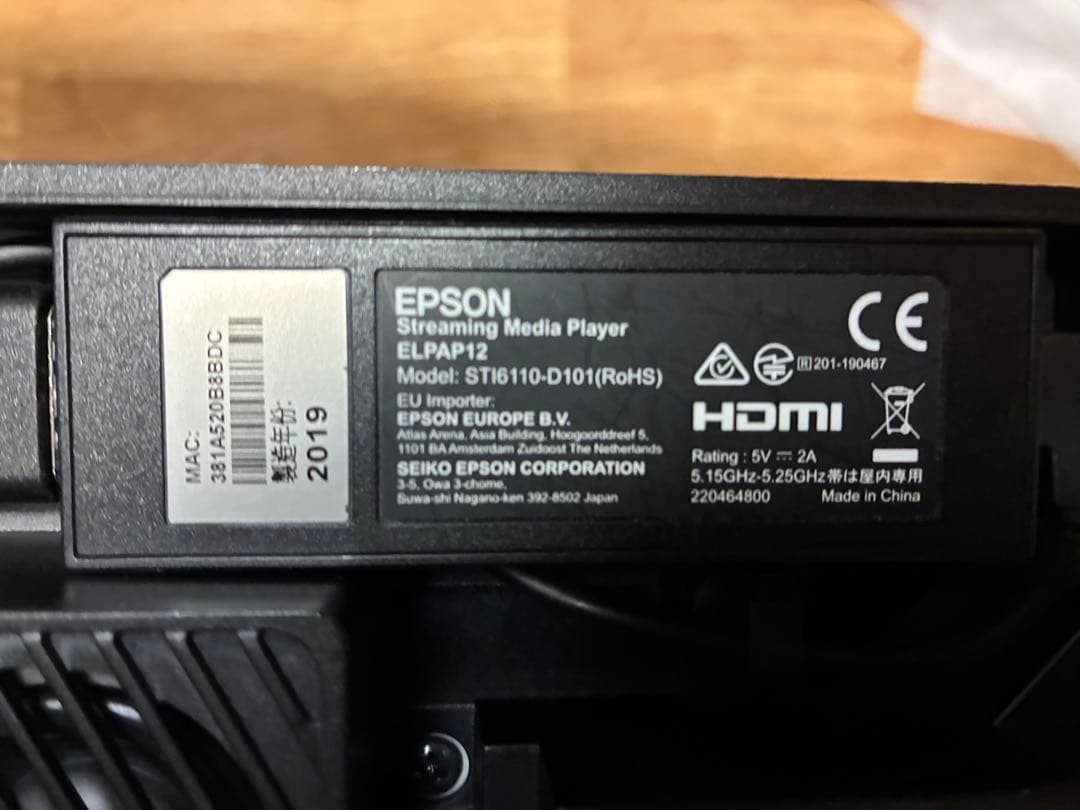 MAC:
381A520B8BDC
製造年份:
2019
EPSON
Streaming Media Player
ELPAP12
Model: STI6110-D101(RoHS)
EU Importer:
EPSON EUROPE B.V.
Atlas Arena, Asia Building, Hoogoorddreef 5,
1101 BA Amsterdam Zuidoost The Netherlands
SEIKO EPSON CORPORATION
3-5, Owa 3-chome,
Suwa-shi Nagano-ken 392-8502 Japan
CE
R 201-190467
HDMI
Rating : 5V ⎓ 2A
5.15GHz-5.25GHz帯は屋内専用
220464800 Made in China